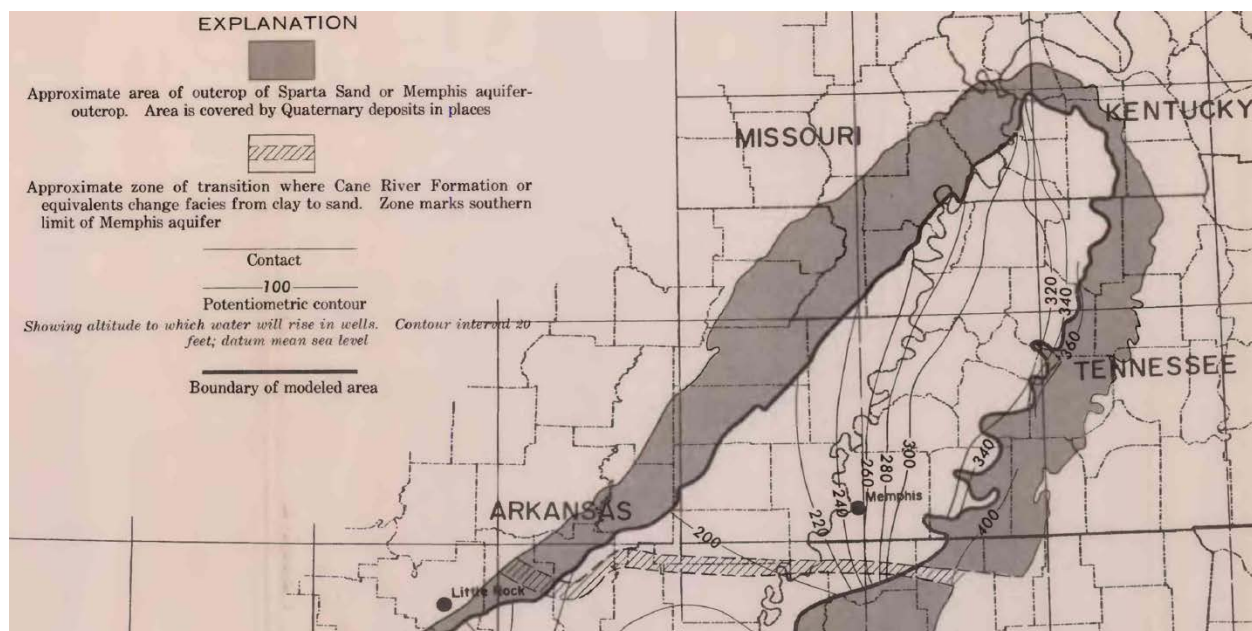 EXPLANATION
Approximate area of outcrop of Sparta Sand or Memphis aquifer-
outcrop. Area is covered by Quaternary deposits in places
Approximate zone of transition where Cane River Formation or
equivalents change facies from clay to sand. Zone marks southern
limit of Memphis aquifer
Contact
100
Potentiometric contour
Showing altitude to which water will rise in wells. Contour interval 20
feet; datum mean sea level
Boundary of modeled area
MISSOURI
KENTUCKY
320
340
360
TENNESSEE
340
300
280
260
240
220
Memphis
400
ARKANSAS
200
Little Rock